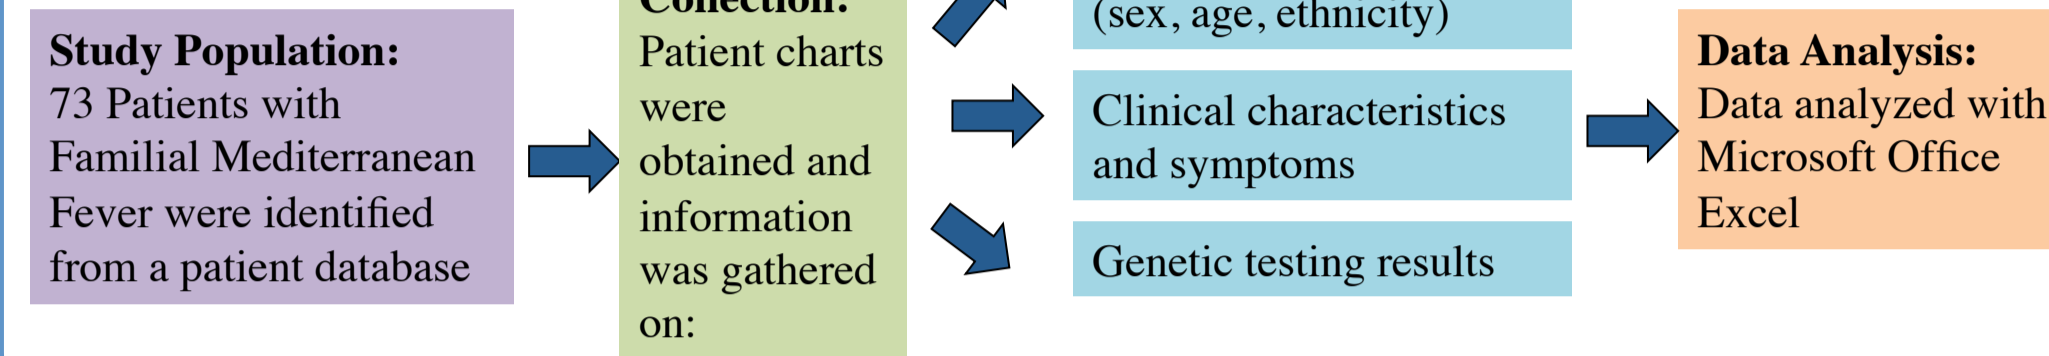 Study Population:
73 Patients with
Familial Mediterranean
Fever were identified
from a patient database
Collection:
Patient charts
were
obtained and
information
was gathered
on:
(sex, age, ethnicity)
Clinical characteristics
and symptoms
Genetic testing results
Data Analysis:
Data analyzed with
Microsoft Office
Excel